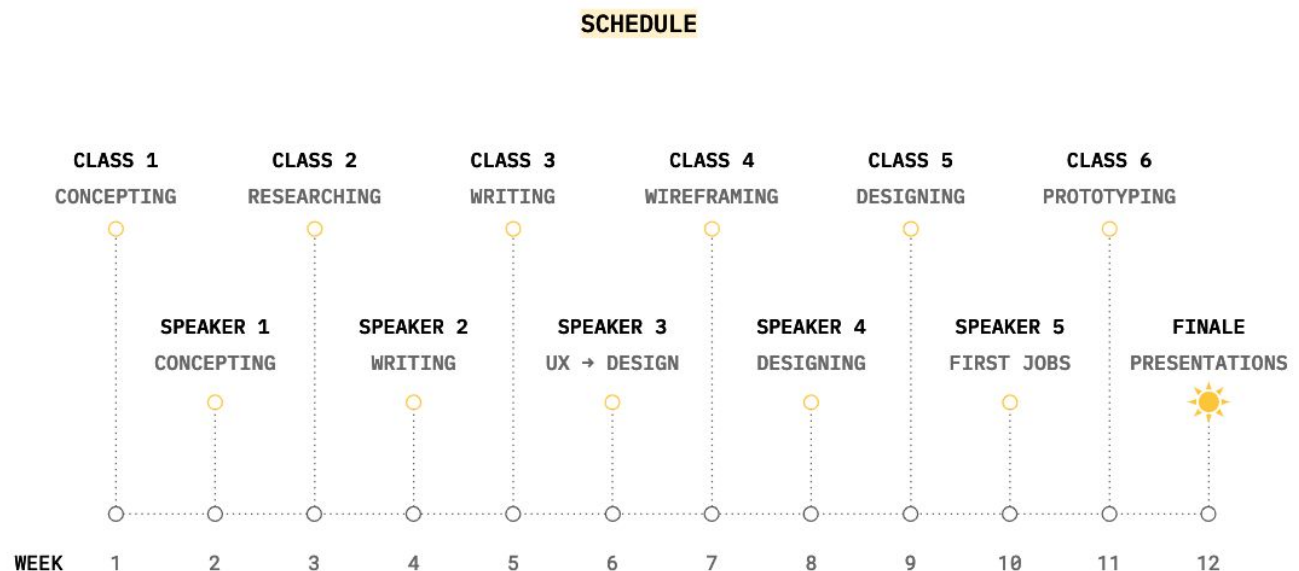 SCHEDULE
CLASS 1 CLASS 2 CLASS 3 CLASS 4 CLASS 5 CLASS 6
CONCEPTING RESEARCHING WRITING WIREFRAMING DESIGNING PROTOTYPING
SPEAKER 1 SPEAKER 2 SPEAKER 3 SPEAKER 4 SPEAKER 5 FINALE
CONCEPTING WRITING UX → DESIGN DESIGNING FIRST JOBS PRESENTATIONS
WEEK 1 2 3 4 5 6 7 8 9 10 11 12